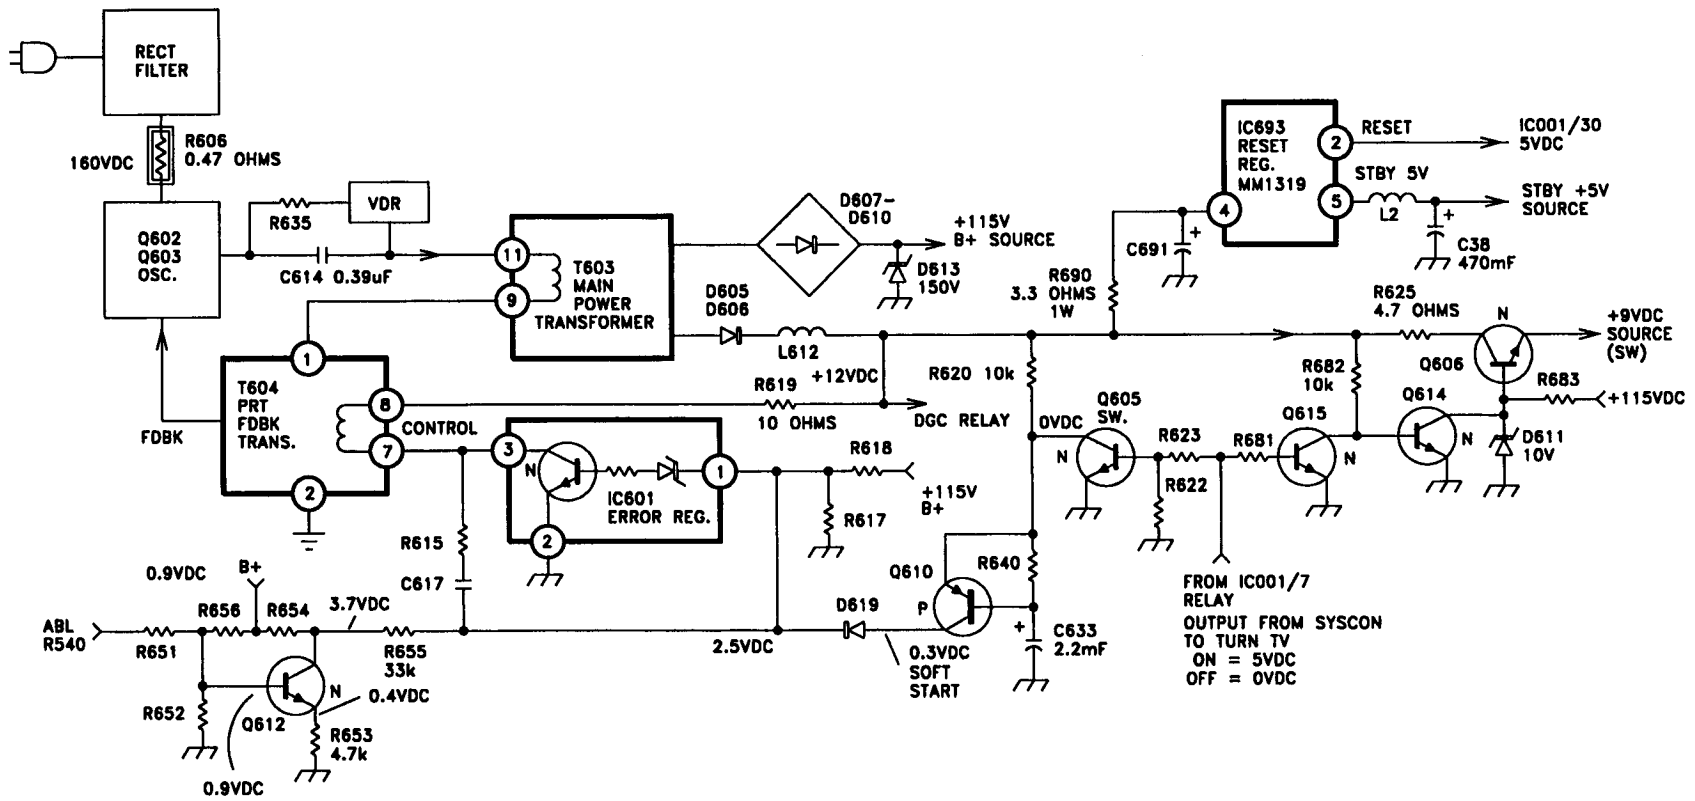 RECT
FILTER
R606
0.47 OHMS
160VDC
Q602
Q603
OSC.
R635
VDR
C614 0.39uF
11
9
T603
MAIN
POWER
TRANSFORMER
D607-
D610
+115V
B+ SOURCE
D613
150V
D605
D606
L612
+12VDC
IC693
RESET
REG.
MM1319
2
RESET
IC001/30
5VDC
STBY 5V
4
5
L2
STBY +5V
SOURCE
C691
C38
470mF
R690
3.3 OHMS
1W
R625
4.7 OHMS
N
+9VDC
SOURCE
(SW)
Q606
R682
10k
R683
+115VDC
1
T604
PRT
FDBK
TRANS.
8
7
2
FDBK
CONTROL
R619
10 OHMS
DGC RELAY
R620 10k
0VDC
Q605
SW.
N
R623
R681
R622
Q615
N
Q614
N
D611
10V
3
N
IC601
ERROR REG.
1
2
R618
+115V
B+
R617
R615
C617
R640
Q610
P
D619
C633
2.2mF
0.3VDC
SOFT
START
2.5VDC
FROM IC001/7
RELAY
OUTPUT FROM SYSCON
TO TURN TV
ON = 5VDC
OFF = 0VDC
0.9VDC
B+
R656
R654
3.7VDC
ABL
R540
R651
R655
33k
N
0.4VDC
R652
Q612
R653
4.7k
0.9VDC